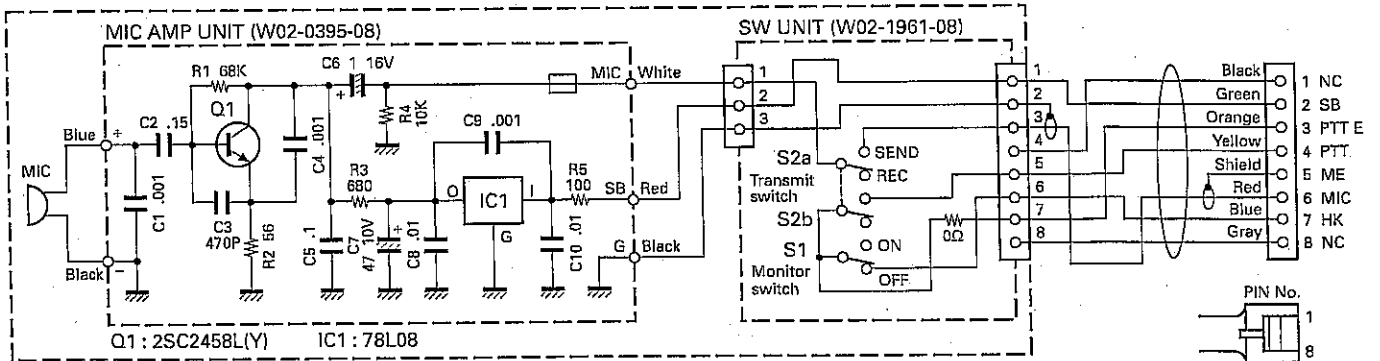 MIC AMP UNIT (W02-0395-08)
SW UNIT (W02-1961-08)
C6 1 16V
R1 68K
MIC
White
Q1
R4
10K
C9 .001
Blue
+
C2 .15
C4 .001
MIC
C1 .001
C3
470P
R2 56
R3
680
C5 .1
C7
47 10V
+
C8 .01
O
IC1
I
G
R5
100
SB
Red
C10 .01
G
Black
Black
-
Q1 : 2SC2458L(Y)
IC1 : 78L08
1
2
3
S2a
Transmit
switch
SEND
REC
S2b
S1
Monitor
switch
ON
OFF
0Ω
1
2
3
4
5
6
7
8
Black
Green
Orange
Yellow
Shield
Red
Blue
Gray
1 NC
2 SB
3 PTT E
4 PTT
5 ME
6 MIC
7 HK
8 NC
PIN No.
1
8